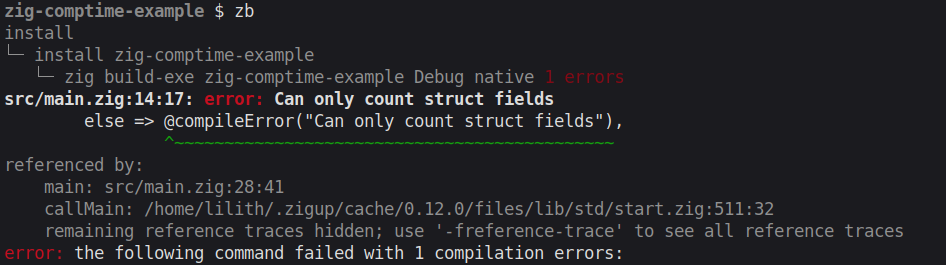 zig-comptime-example $ zb
install
└─ install zig-comptime-example
   └─ zig build-exe zig-comptime-example Debug native 1 errors
src/main.zig:14:17: error: Can only count struct fields
        else => @compileError("Can only count struct fields"),
                ^~~~~~~~~~~~~~~~~~~~~~~~~~~~~~~~~~~~~~~~~~~~~
referenced by:
    main: src/main.zig:28:41
    callMain: /home/lilith/.zigup/cache/0.12.0/files/lib/std/start.zig:511:32
    remaining reference traces hidden; use '-freference-trace' to see all reference traces
error: the following command failed with 1 compilation errors: